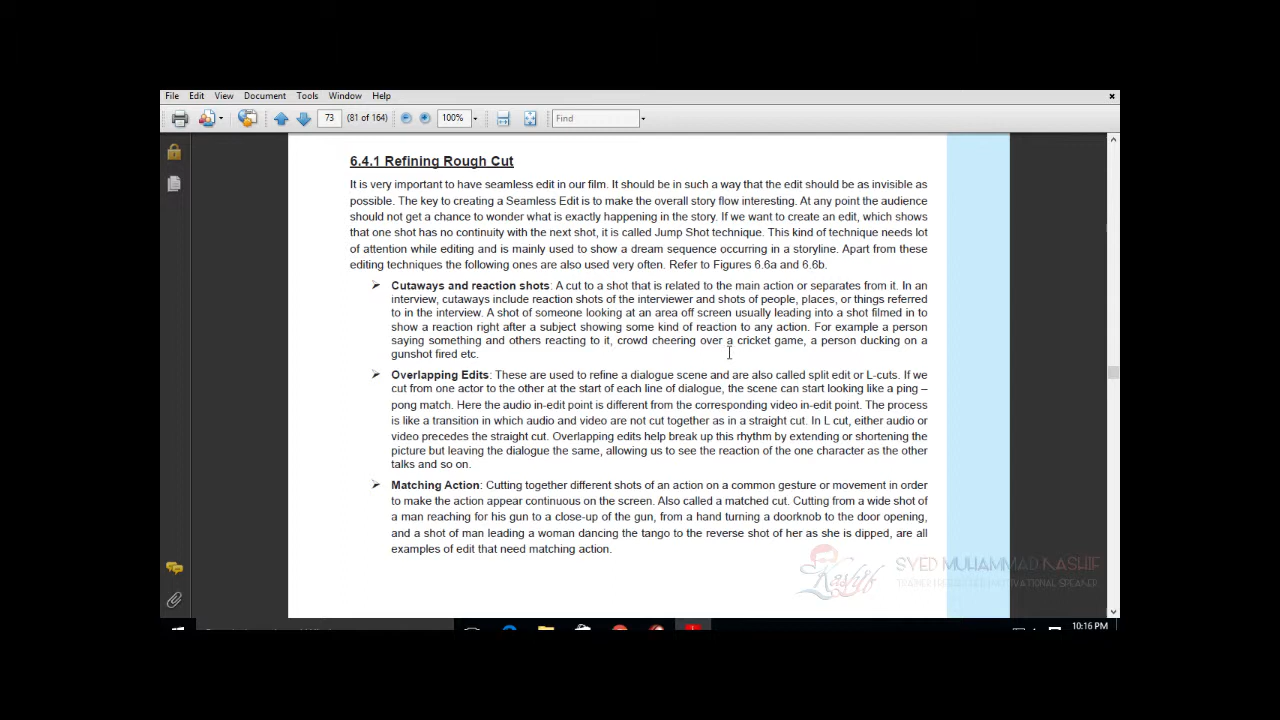 File Edit View Document Tools Window Help
73 (81 of 164) 100% Find
6.4.1 Refining Rough Cut
It is very important to have seamless edit in our film. It should be in such a way that the edit should be as invisible as
possible. The key to creating a Seamless Edit is to make the overall story flow interesting. At any point the audience
should not get a chance to wonder what is exactly happening in the story. If we want to create an edit, which shows
that one shot has no continuity with the next shot, it is called Jump Shot technique. This kind of technique needs lot
of attention while editing and is mainly used to show a dream sequence occurring in a storyline. Apart from these
editing techniques the following ones are also used very often. Refer to Figures 6.6a and 6.6b.
Cutaways and reaction shots: A cut to a shot that is related to the main action or separates from it. In an
interview, cutaways include reaction shots of the interviewer and shots of people, places, or things referred
to in the interview. A shot of someone looking at an area off screen usually leading into a shot filmed in to
show a reaction right after a subject showing some kind of reaction to any action. For example a person
saying something and others reacting to it, crowd cheering over a cricket game, a person ducking on a
gunshot fired etc.
Overlapping Edits: These are used to refine a dialogue scene and are also called split edit or L-cuts. If we
cut from one actor to the other at the start of each line of dialogue, the scene can start looking like a ping –
pong match. Here the audio in-edit point is different from the corresponding video in-edit point. The process
is like a transition in which audio and video are not cut together as in a straight cut. In L cut, either audio or
video precedes the straight cut. Overlapping edits help break up this rhythm by extending or shortening the
picture but leaving the dialogue the same, allowing us to see the reaction of the one character as the other
talks and so on.
Matching Action: Cutting together different shots of an action on a common gesture or movement in order
to make the action appear continuous on the screen. Also called a matched cut. Cutting from a wide shot of
a man reaching for his gun to a close-up of the gun, from a hand turning a doorknob to the door opening,
and a shot of man leading a woman dancing the tango to the reverse shot of her as she is dipped, are all
examples of edit that need matching action.
Kashif
SYED MUHAMMAD KASHIF
10:16 PM